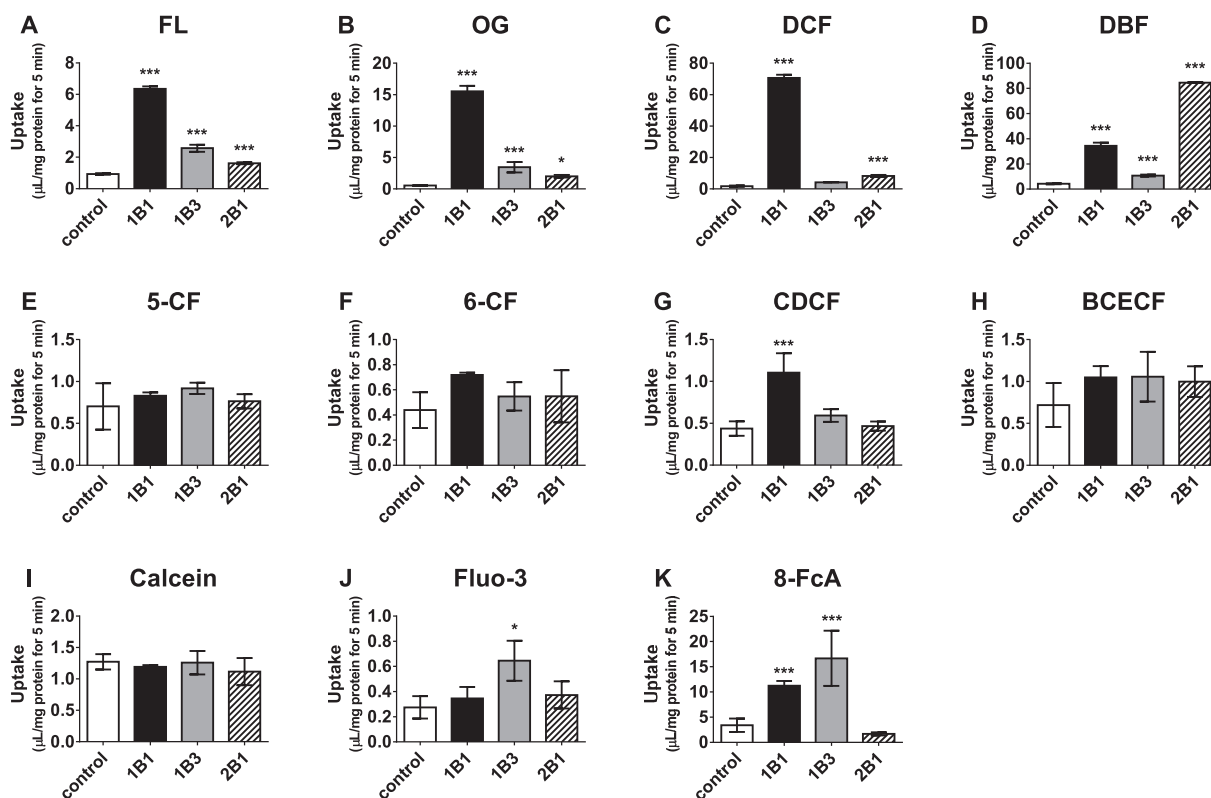 A FL
Uptake
(μL/mg protein for 5 min)
8
6
4
2
0
***
***
***
control
1B1
1B3
2B1
B OG
Uptake
(μL/mg protein for 5 min)
20
15
10
5
0
***
***
*
control
1B1
1B3
2B1
C DCF
Uptake
(μL/mg protein for 5 min)
80
60
40
20
0
***
***
control
1B1
1B3
2B1
D DBF
Uptake
(μL/mg protein for 5 min)
100
80
60
40
20
0
***
***
***
control
1B1
1B3
2B1
E 5-CF
Uptake
(μL/mg protein for 5 min)
1.5
1.0
0.5
0.0
control
1B1
1B3
2B1
F 6-CF
Uptake
(μL/mg protein for 5 min)
1.0
0.8
0.6
0.4
0.2
0.0
control
1B1
1B3
2B1
G CDCF
Uptake
(μL/mg protein for 5 min)
1.5
1.0
0.5
0.0
***
control
1B1
1B3
2B1
H BCECF
Uptake
(μL/mg protein for 5 min)
1.5
1.0
0.5
0.0
control
1B1
1B3
2B1
I Calcein
Uptake
(μL/mg protein for 5 min)
2.0
1.5
1.0
0.5
0.0
control
1B1
1B3
2B1
J Fluo-3
Uptake
(μL/mg protein for 5 min)
1.0
0.8
0.6
0.4
0.2
0.0
*
control
1B1
1B3
2B1
K 8-FcA
Uptake
(μL/mg protein for 5 min)
25
20
15
10
5
0
***
***
control
1B1
1B3
2B1